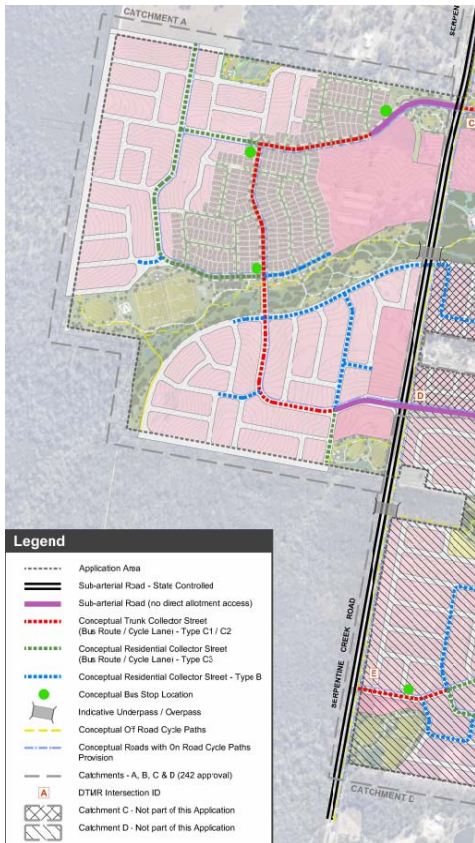 CATCHMENT A
SERPEN
C
A
D
Legend
Application Area
Sub-arterial Road - State Controlled
Sub-arterial Road (no direct allotment access)
Conceptual Trunk Collector Street
(Bus Route / Cycle Lane) - Type C1 / C2
Conceptual Residential Collector Street
(Bus Route / Cycle Lane) - Type C3
Conceptual Residential Collector Street - Type B
Conceptual Bus Stop Location
Indicative Underpass / Overpass
Conceptual Off Road Cycle Paths
Conceptual Roads with On Road Cycle Paths
Provision
Catchments - A, B, C & D (242 approval)
A DTMR Intersection ID
Catchment C - Not part of this Application
Catchment D - Not part of this Application
SERPENTINE CREEK ROAD
E
CATCHMENT D